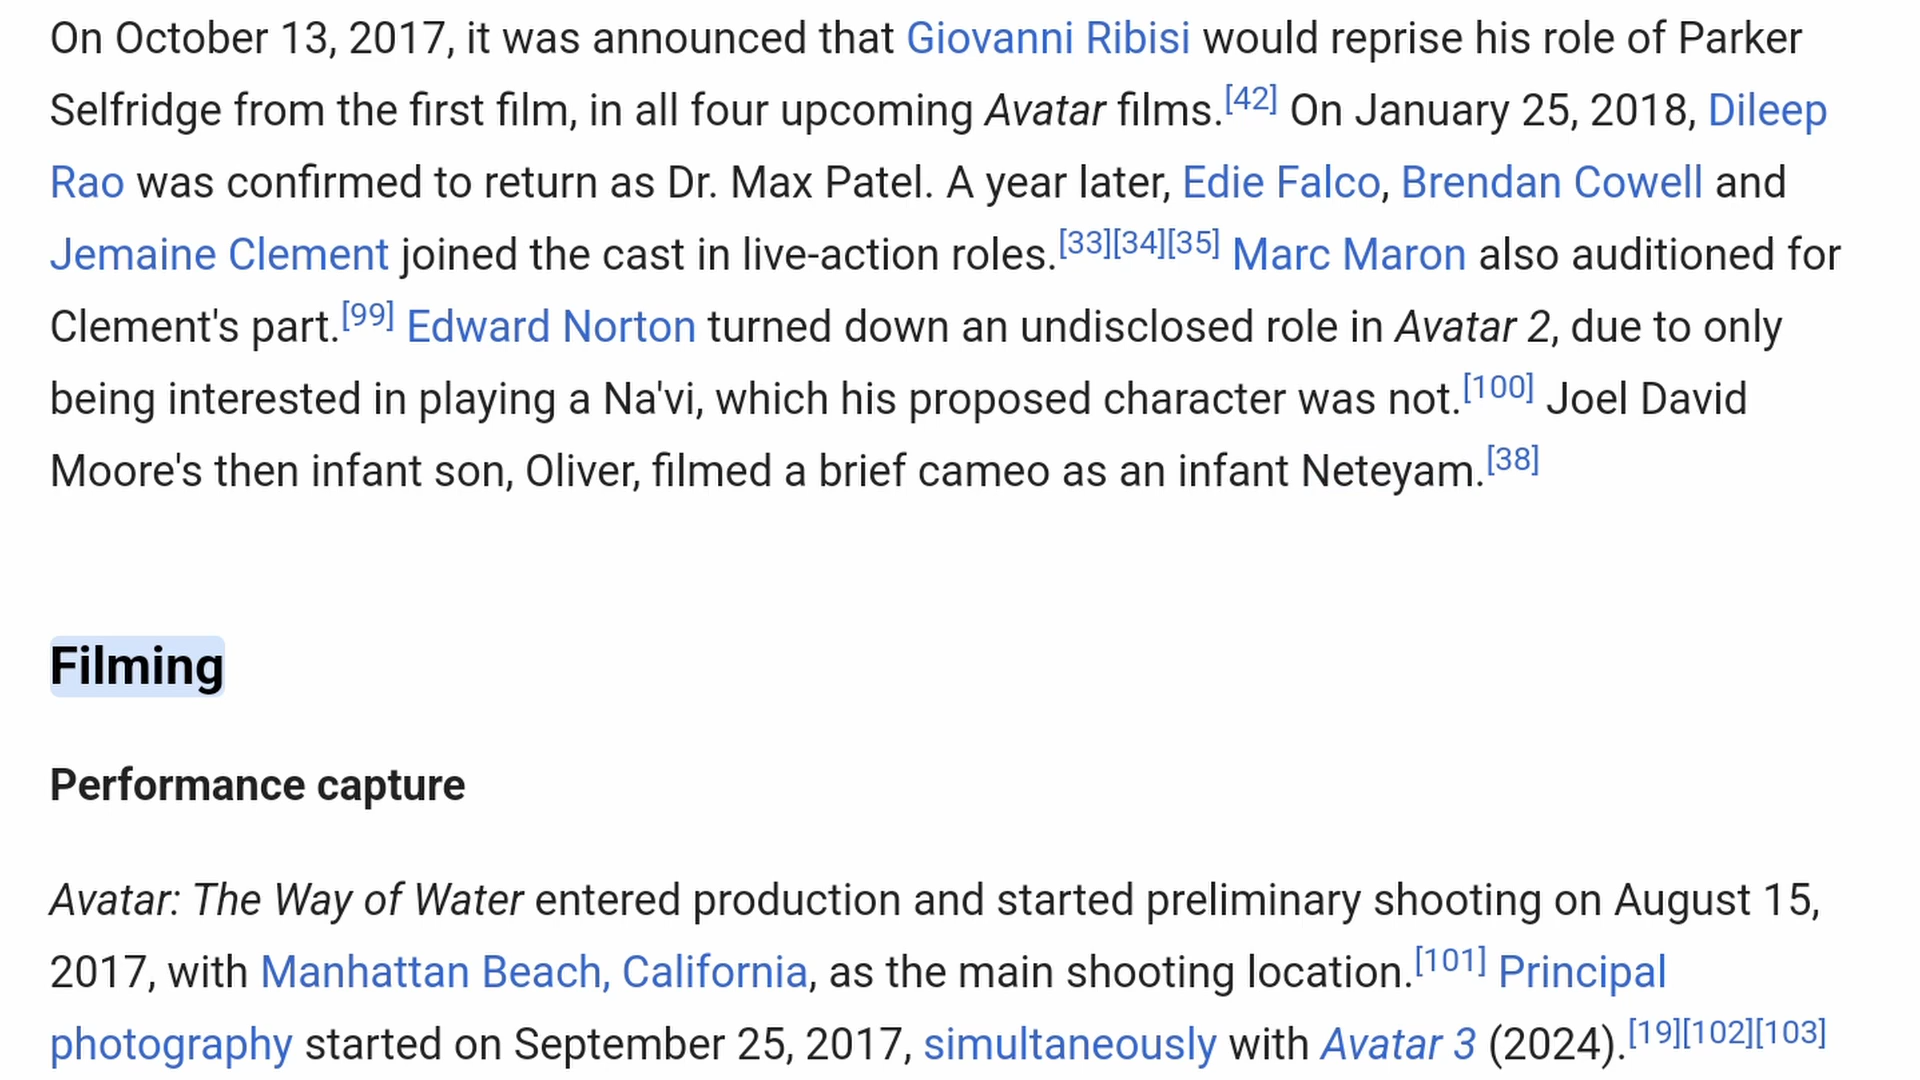 On October 13, 2017, it was announced that Giovanni Ribisi would reprise his role of Parker
Selfridge from the first film, in all four upcoming Avatar films.[42] On January 25, 2018, Dileep
Rao was confirmed to return as Dr. Max Patel. A year later, Edie Falco, Brendan Cowell and
Jemaine Clement joined the cast in live-action roles.[33][34][35] Marc Maron also auditioned for
Clement's part.[99] Edward Norton turned down an undisclosed role in Avatar 2, due to only
being interested in playing a Na'vi, which his proposed character was not.[100] Joel David
Moore's then infant son, Oliver, filmed a brief cameo as an infant Neteyam.[38]
Filming
Performance capture
Avatar: The Way of Water entered production and started preliminary shooting on August 15,
2017, with Manhattan Beach, California, as the main shooting location.[101] Principal
photography started on September 25, 2017, simultaneously with Avatar 3 (2024).[19][102][103]